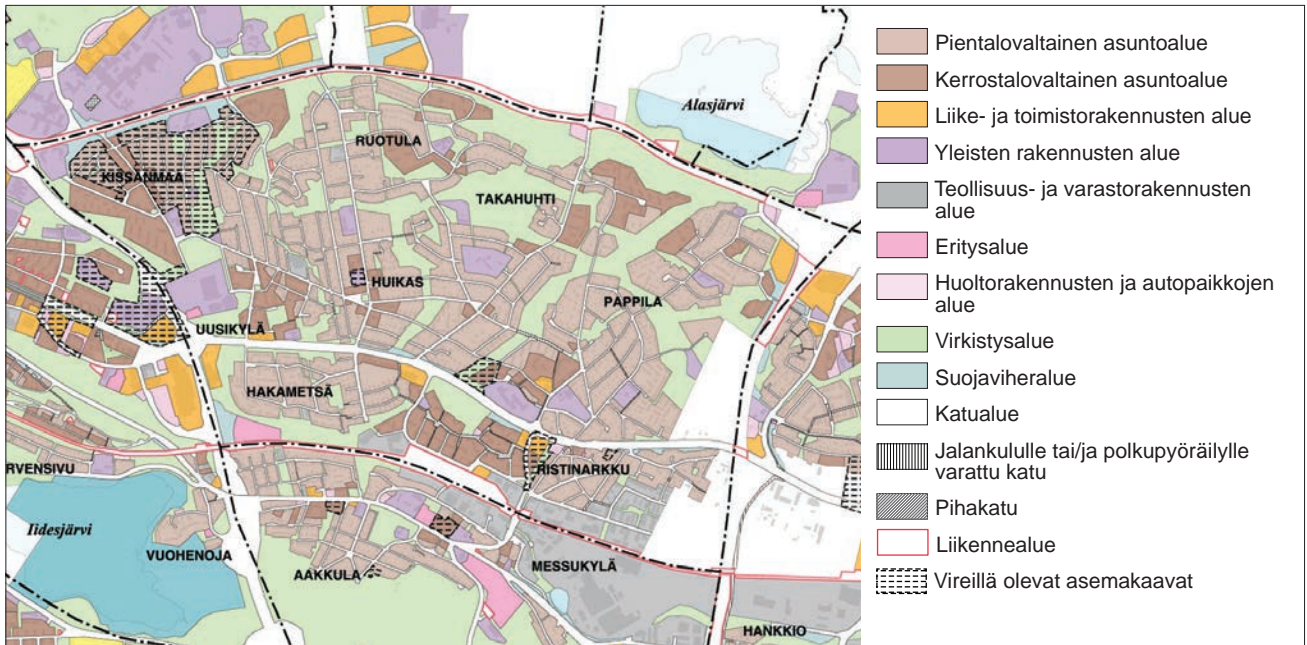 Alasjärvi
RUOTULA
KISSANMAA
TAKAHUHTI
HUIKAS
PAPPILA
UUSIKYLÄ
HAKAMETSÄ
RVENSIVU
RISTINARKKU
Iidesjärvi
VUOHENOJA
AAKKULA
MESSUKYLÄ
HANKKIO
Pientalovaltainen asuntoalue
Kerrostalovaltainen asuntoalue
Liike- ja toimistorakennusten alue
Yleisten rakennusten alue
Teollisuus- ja varastorakennusten
alue
Eritysalue
Huoltorakennusten ja autopaikkojen
alue
Virkistysalue
Suojaviheralue
Katualue
Jalankululle tai/ja polkupyöräilylle
varattu katu
Pihakatu
Liikennealue
Vireillä olevat asemakaavat